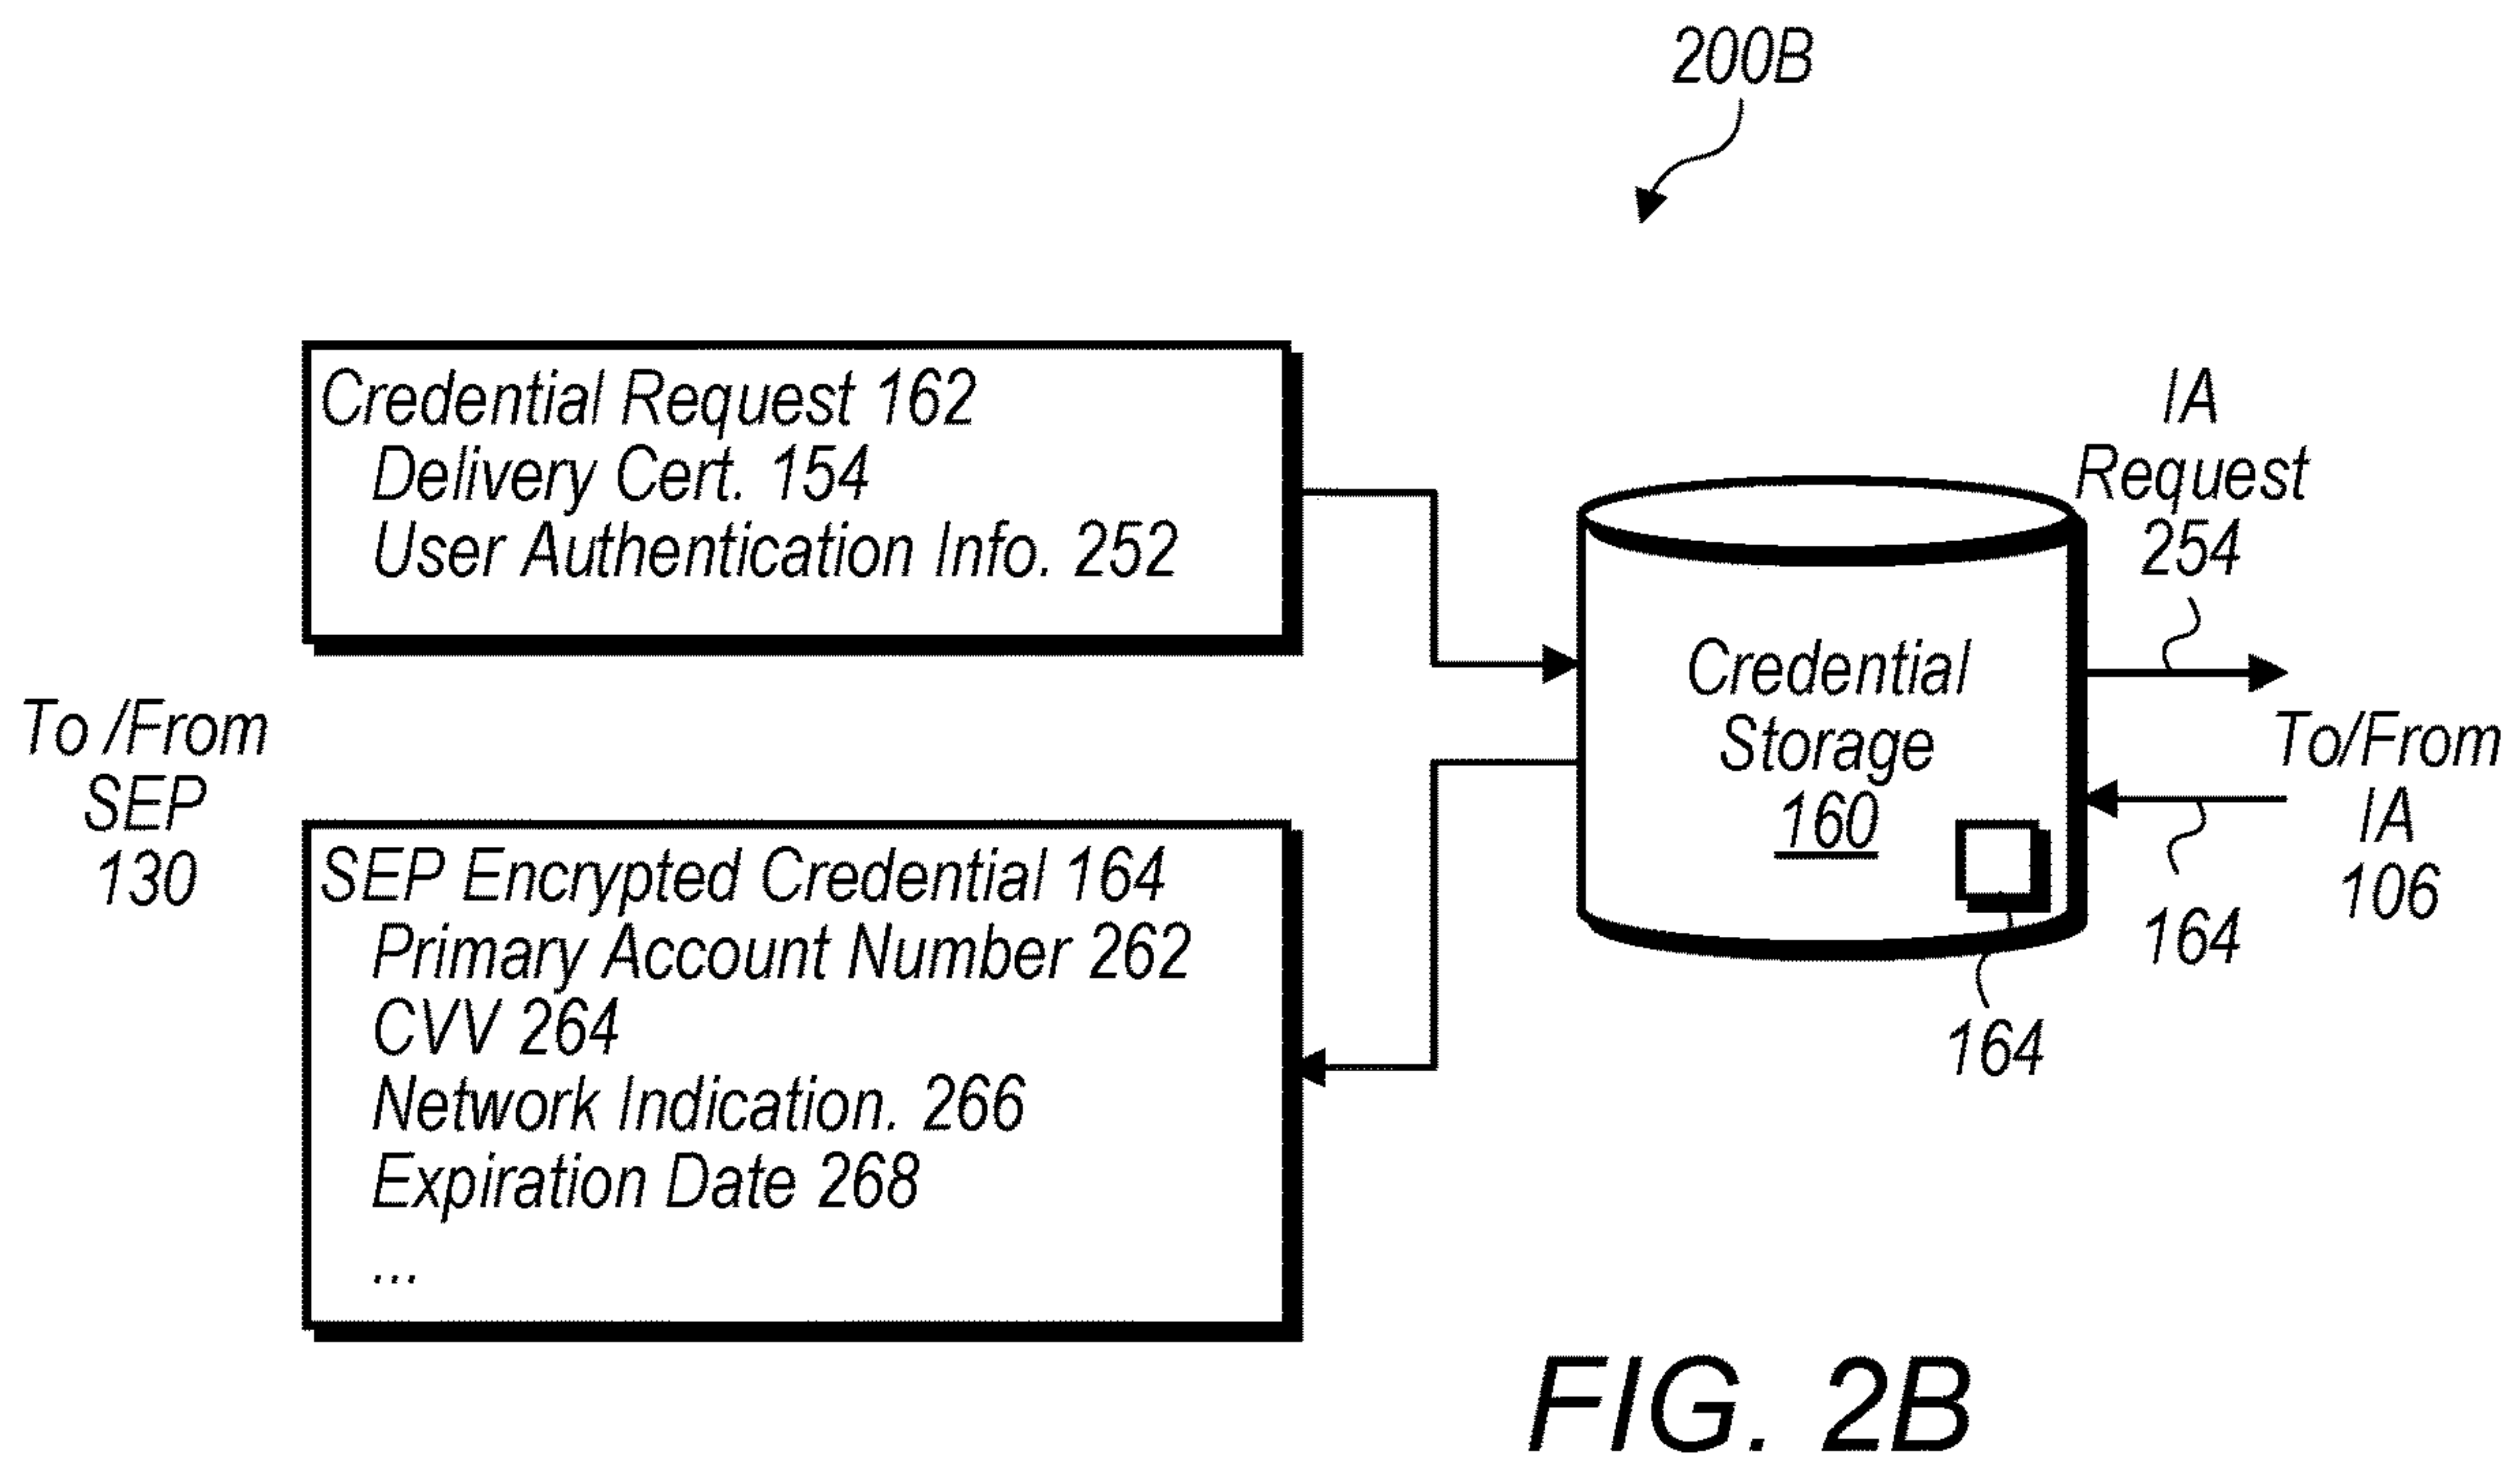 200B
Credential Request 162
Delivery Cert. 154
User Authentication Info. 252
IA
Request
254
To /From
SEP
130
Credential
Storage
160
To/From
IA
106
SEP Encrypted Credential 164
Primary Account Number 262
CVV 264
Network Indication. 266
Expiration Date 268
...
164
164
FIG. 2B